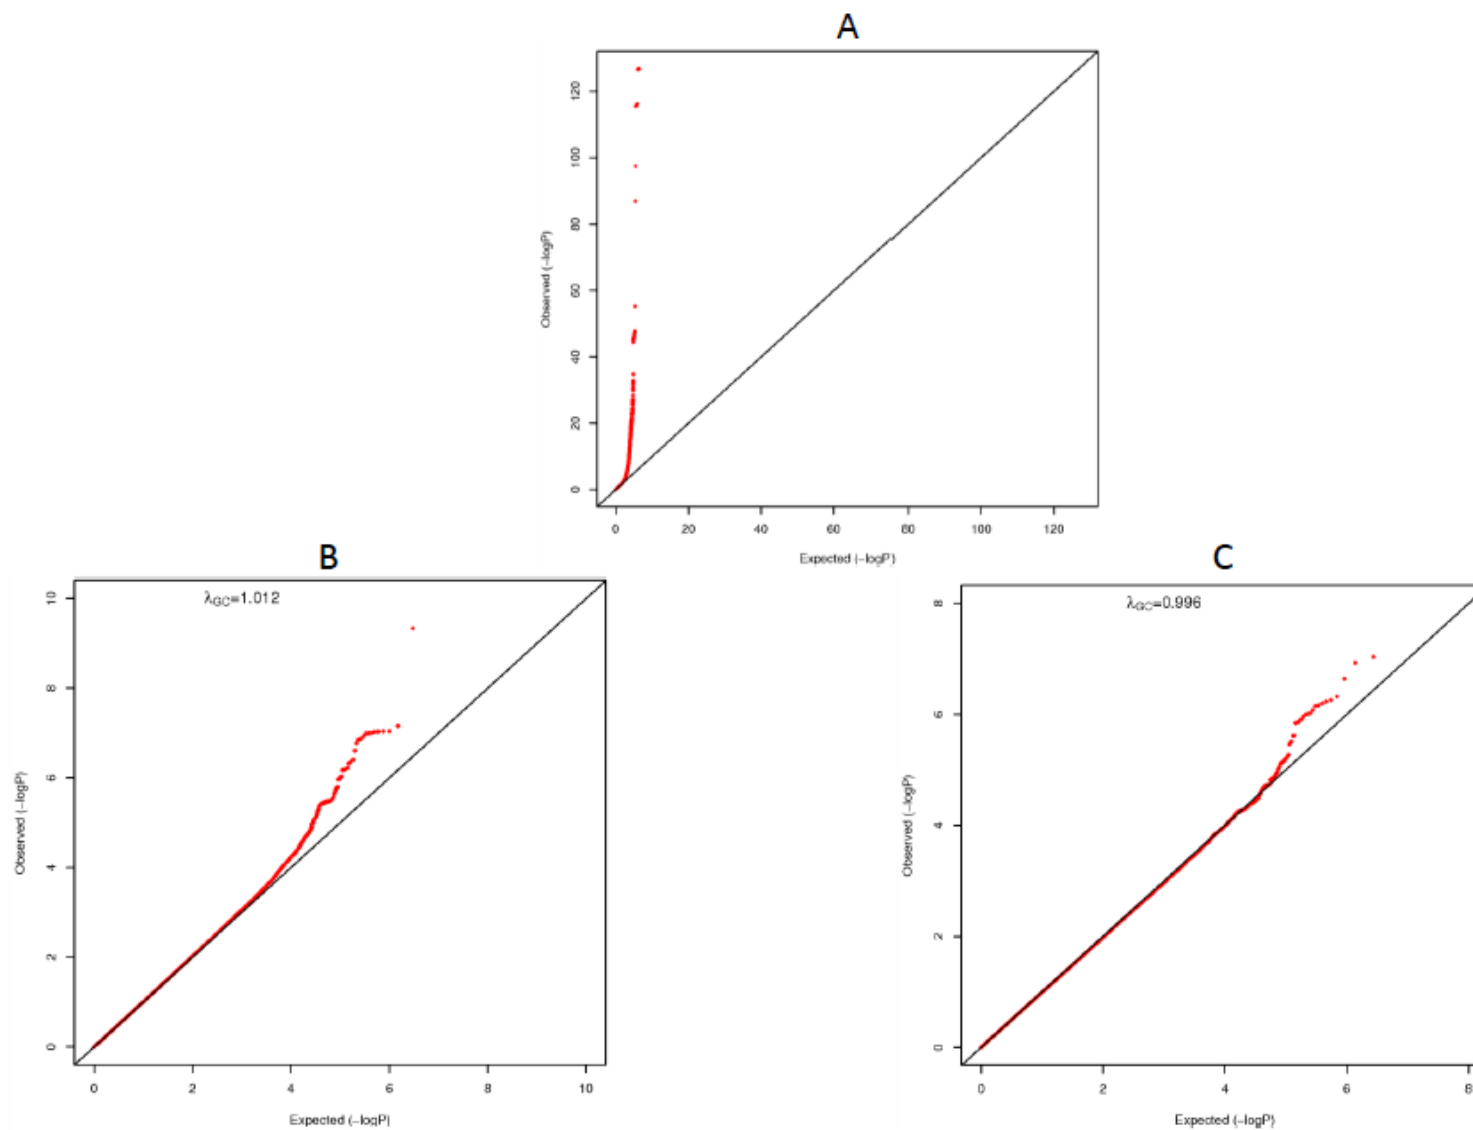 A
120
100
80
60
40
20
0
Observed (−logP)
0 20 40 60 80 100 120
Expected (−logP)
B
λGC=1.012
10
8
6
4
2
0
Observed (−logP)
0 2 4 6 8 10
Expected (−logP)
C
λGC=0.996
8
6
4
2
0
Observed (−logP)
0 2 4 6 8
Expected (−logP)